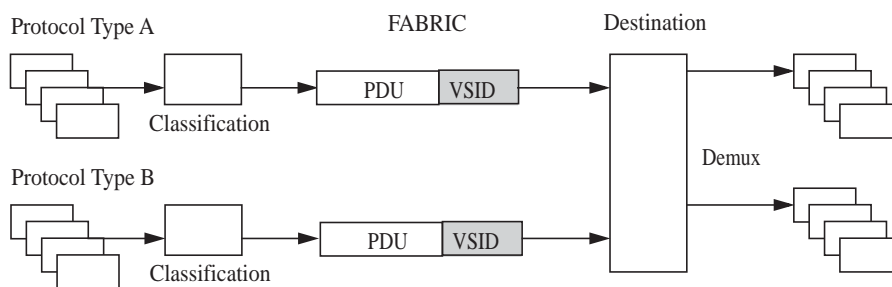 Protocol Type A
FABRIC
Destination
PDU
VSID
Classification
Demux
Protocol Type B
PDU
VSID
Classification